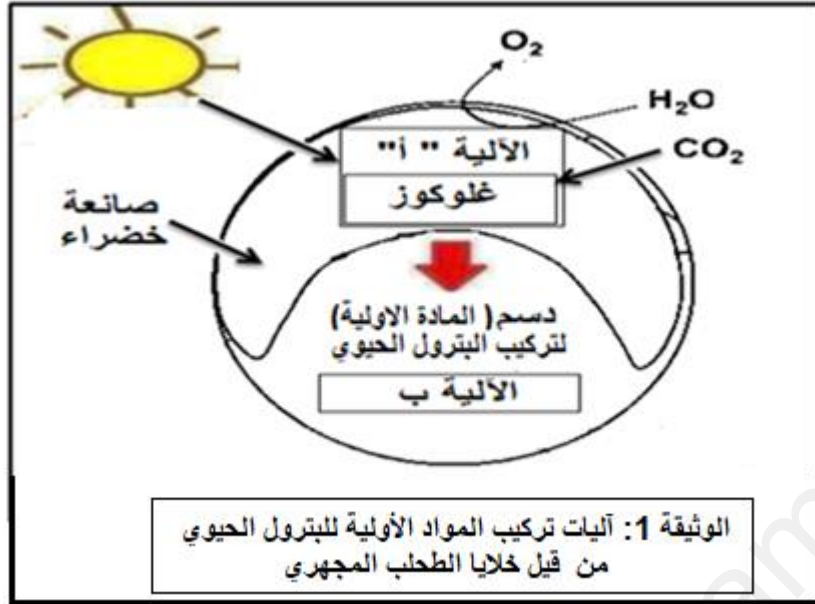 O₂
H₂O
CO₂
الآلية " أ"
غلوكوز
صانعة
خضراء
دسم( المادة الاولية)
لتركيب البترول الحيوي
الآلية ب
الوثيقة 1: آليات تركيب المواد الأولية للبترول الحيوي
من قيل خلايا الطحلب المجهري